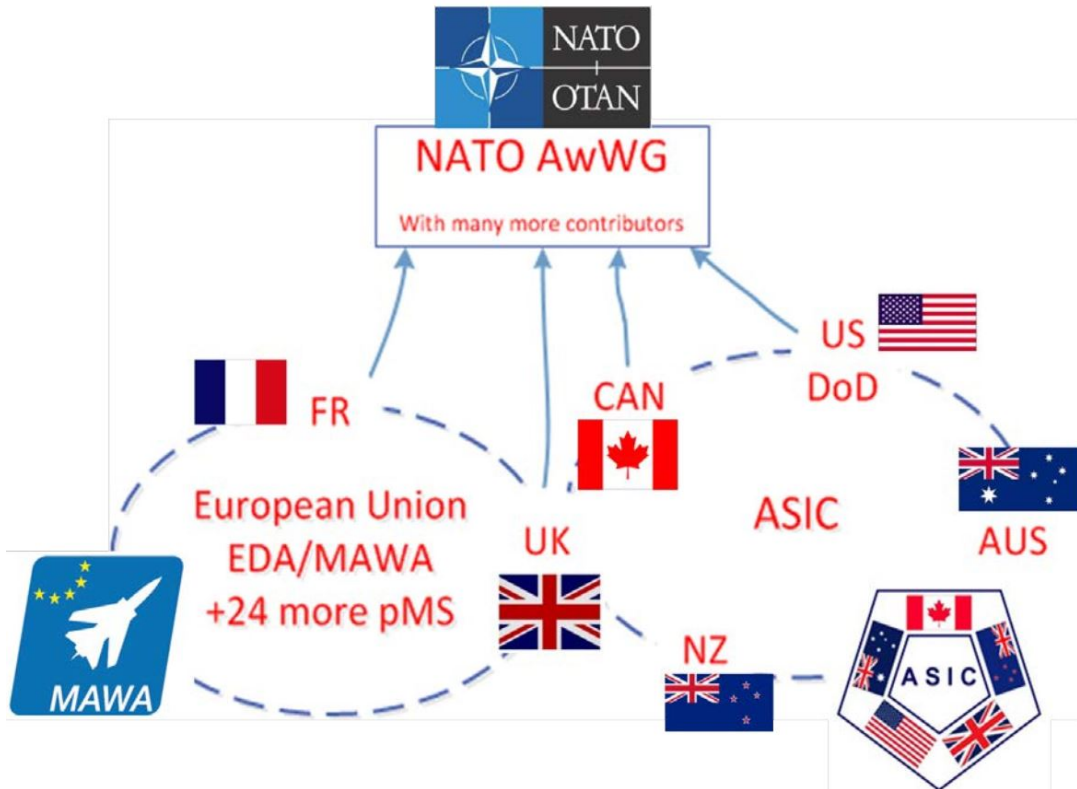 NATO
OTAN
NATO AwWG
With many more contributors
US
DoD
CAN
FR
European Union
EDA/MAWA
+24 more pMS
UK
ASIC
AUS
NZ
MAWA
ASIC